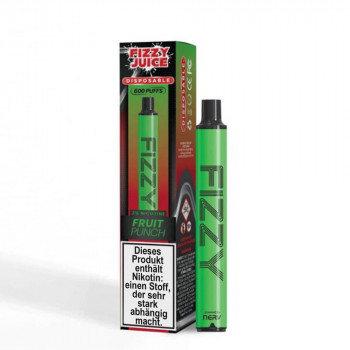 FIZZY
JUICE
DISPOSABLE
600 PUFFS
FIZZY
FRUIT
PUNCH
Dieses
Produkt
enthält
Nikotin:
einen Stoff,
der sehr
stark
abhängig
macht.
FIZZY
NERY